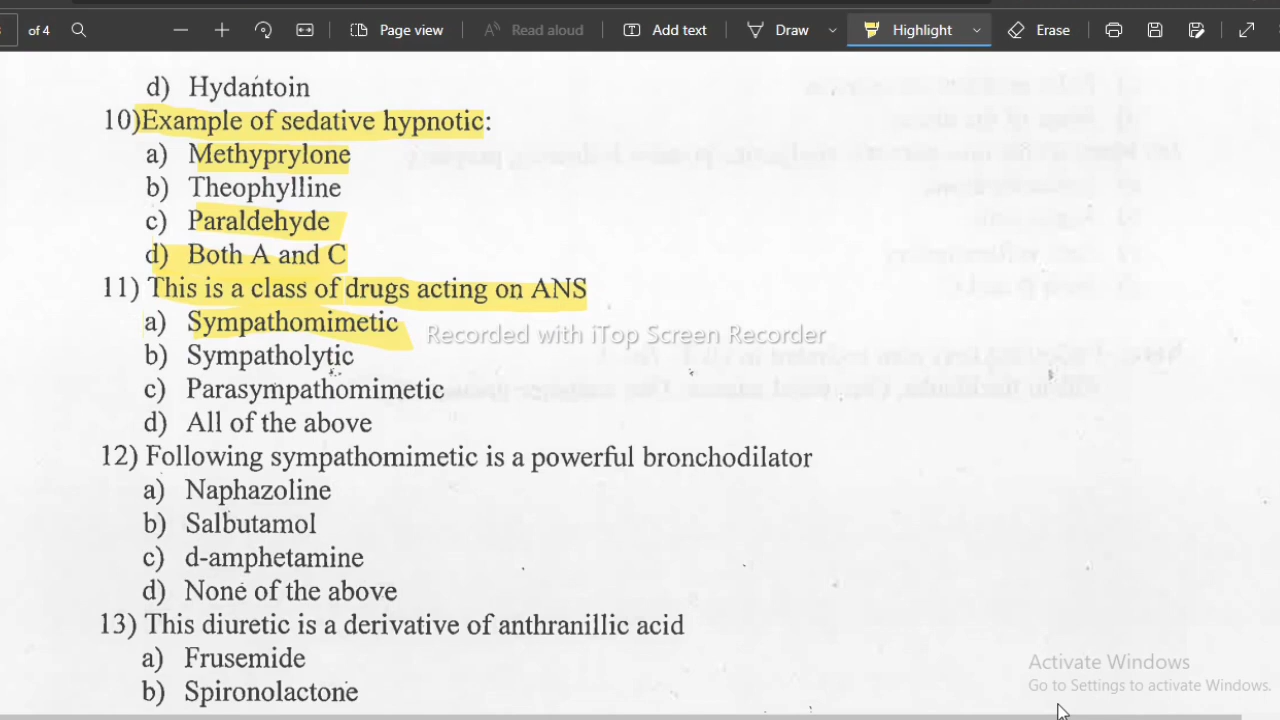 of 4
Page view
Read aloud
Add text
Draw
Highlight
Erase
d) Hydantoin
10)Example of sedative hypnotic:
a) Methyprylone
b) Theophylline
c) Paraldehyde
d) Both A and C
11) This is a class of drugs acting on ANS
a) Sympathomimetic
Recorded with iTop Screen Recorder
b) Sympatholytic
c) Parasympathomimetic
d) All of the above
12) Following sympathomimetic is a powerful bronchodilator
a) Naphazoline
b) Salbutamol
c) d-amphetamine
d) None of the above
13) This diuretic is a derivative of anthranillic acid
a) Frusemide
b) Spironolactone
Activate Windows
Go to Settings to activate Windows.